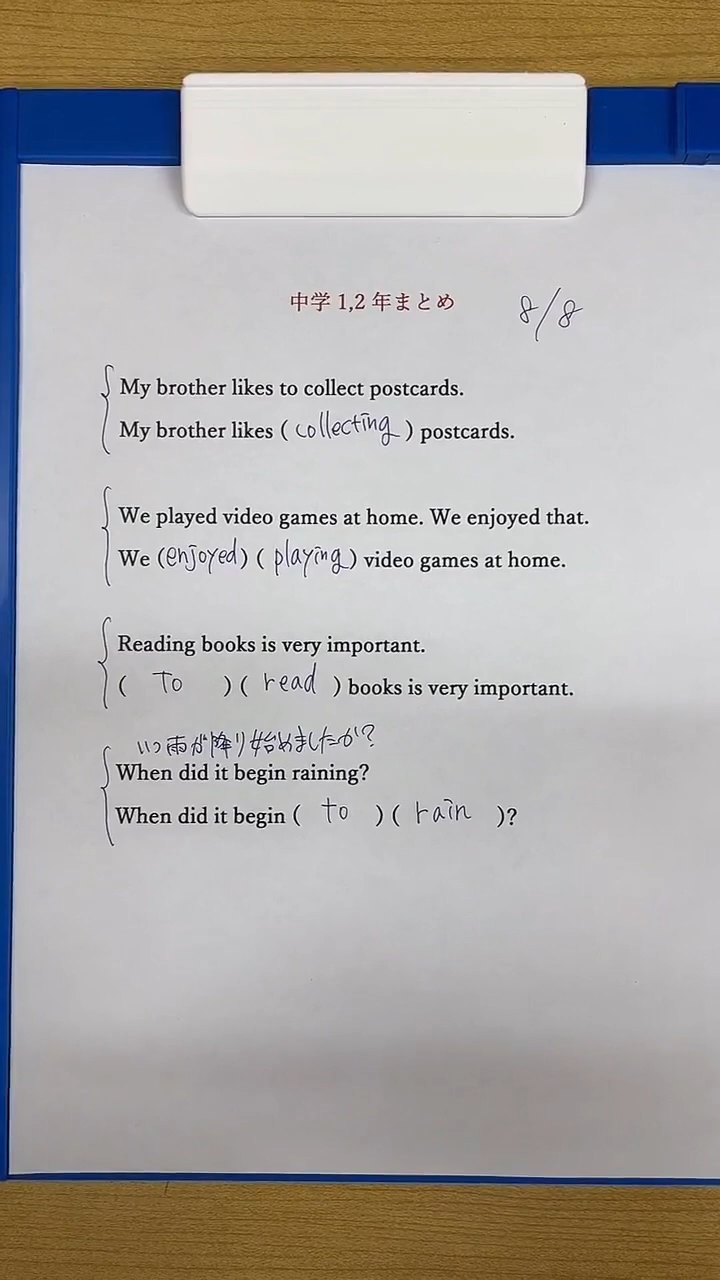 中学1,2年まとめ 8/8
My brother likes to collect postcards.
My brother likes ( collecting ) postcards.
We played video games at home. We enjoyed that.
We (enjoyed) ( playing ) video games at home.
Reading books is very important.
( To ) ( read ) books is very important.
いつ雨が降り始めましたか?
When did it begin raining?
When did it begin ( to ) ( rain )?